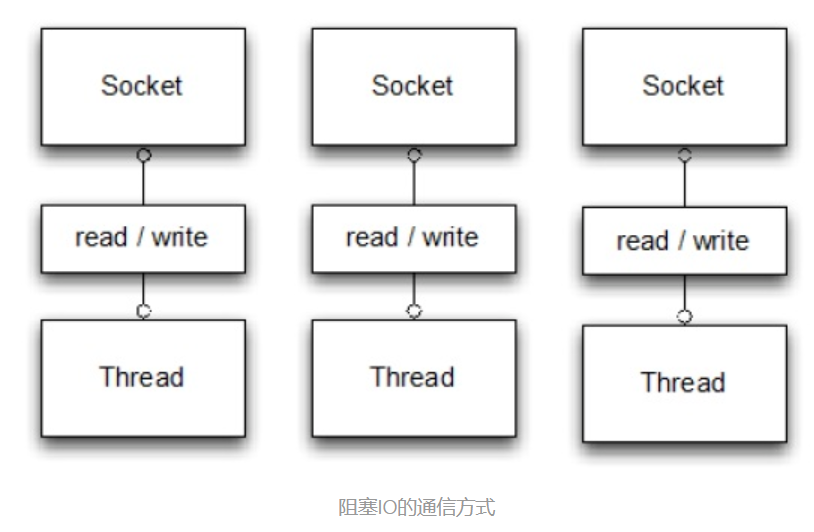 Socket Socket Socket
read / write read / write read / write
Thread Thread Thread
阻塞IO的通信方式